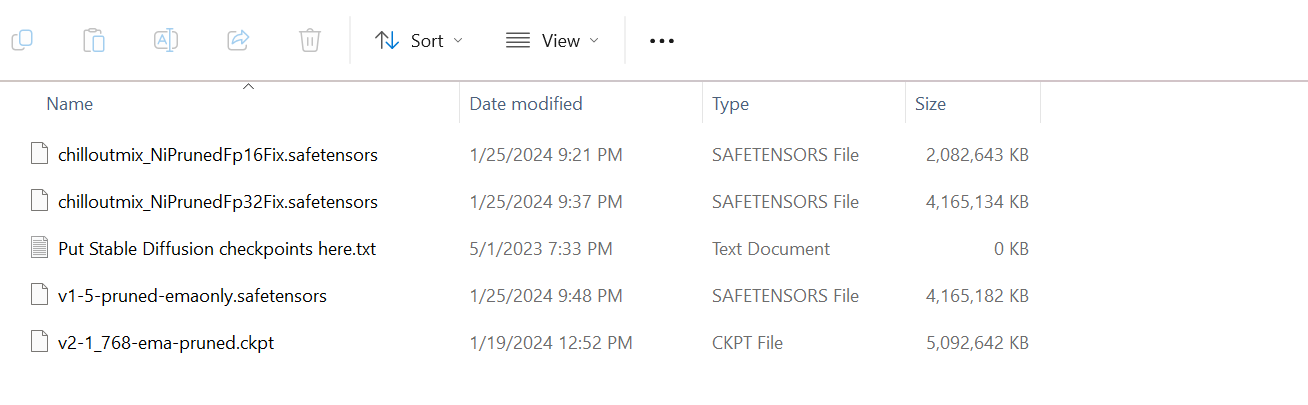 Sort View
Name Date modified Type Size
chilloutmix_NiPrunedFp16Fix.safetensors 1/25/2024 9:21 PM SAFETENSORS File 2,082,643 KB
chilloutmix_NiPrunedFp32Fix.safetensors 1/25/2024 9:37 PM SAFETENSORS File 4,165,134 KB
Put Stable Diffusion checkpoints here.txt 5/1/2023 7:33 PM Text Document 0 KB
v1-5-pruned-emaonly.safetensors 1/25/2024 9:48 PM SAFETENSORS File 4,165,182 KB
v2-1_768-ema-pruned.ckpt 1/19/2024 12:52 PM CKPT File 5,092,642 KB